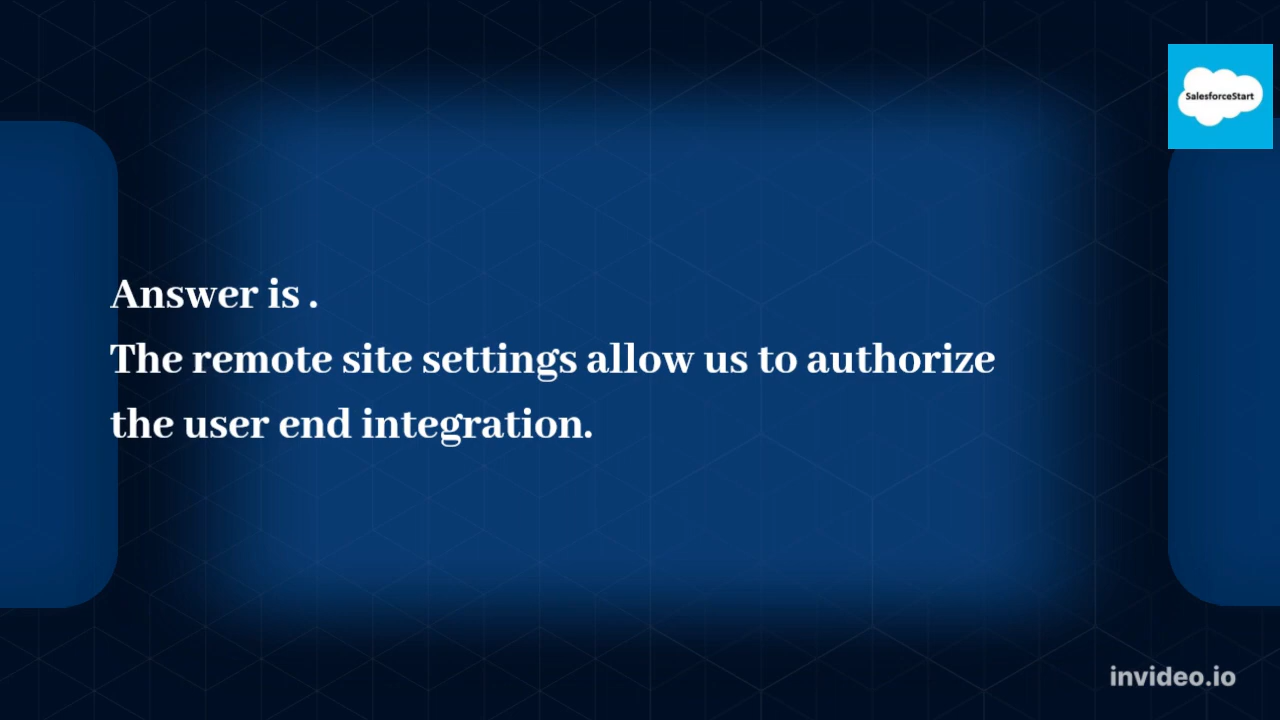 SalesforceStart
Answer is .
The remote site settings allow us to authorize
the user end integration.
invideo.io